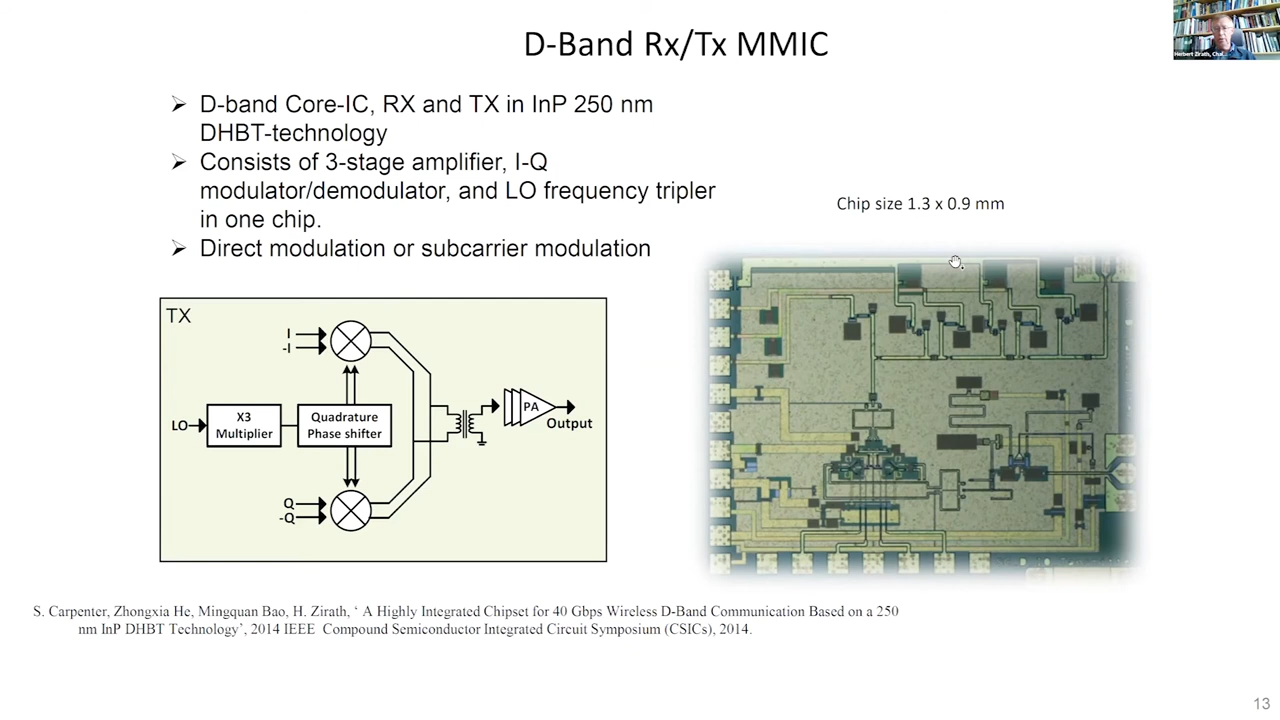 D-Band Rx/Tx MMIC
Herbert Zirath, Chal...
➢ D-band Core-IC, RX and TX in InP 250 nm
DHBT-technology
➢ Consists of 3-stage amplifier, I-Q
modulator/demodulator, and LO frequency tripler
in one chip.
➢ Direct modulation or subcarrier modulation
Chip size 1.3 x 0.9 mm
TX
I
-I
LO
X3
Multiplier
Quadrature
Phase shifter
PA
Output
Q
-Q
S. Carpenter, Zhongxia He, Mingquan Bao, H. Zirath, ‘ A Highly Integrated Chipset for 40 Gbps Wireless D-Band Communication Based on a 250
nm InP DHBT Technology’, 2014 IEEE Compound Semiconductor Integrated Circuit Symposium (CSICs), 2014.
13